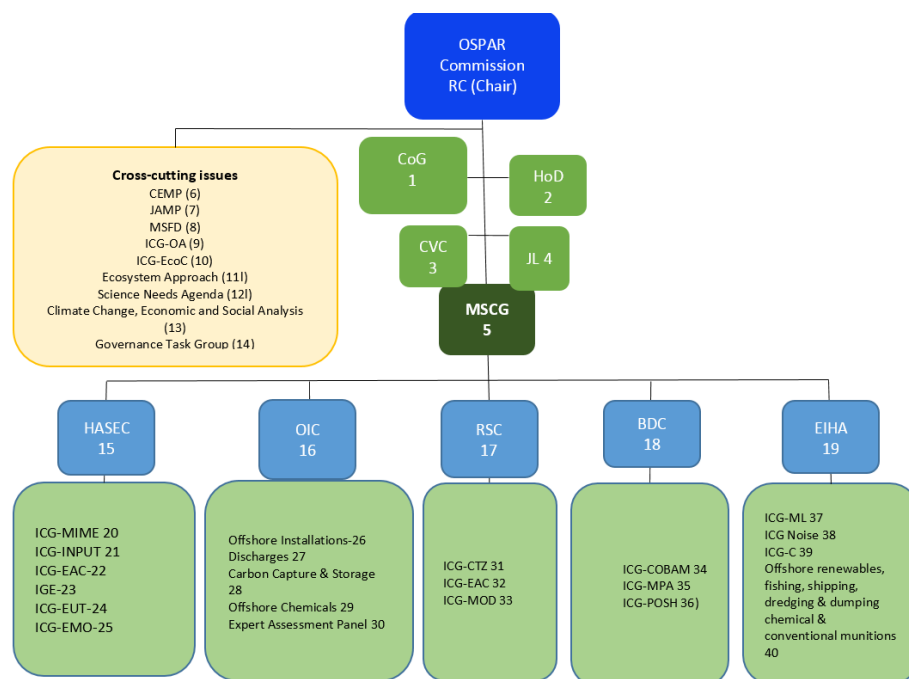 OSPAR
Commission
RC (Chair)
CoG
1
HoD
2
Cross-cutting issues
CEMP (6)
JAMP (7)
MSFD (8)
ICG-OA (9)
ICG-EcoC (10)
Ecosystem Approach (11l)
Science Needs Agenda (12l)
Climate Change, Economic and Social Analysis
(13)
Governance Task Group (14)
CVC
3
JL 4
MSCG
5
HASEC
15
OIC
16
RSC
17
BDC
18
EIHA
19
ICG-MIME 20
ICG-INPUT 21
ICG-EAC-22
IGE-23
ICG-EUT-24
ICG-EMO-25
Offshore Installations-26
Discharges 27
Carbon Capture & Storage
28
Offshore Chemicals 29
Expert Assessment Panel 30
ICG-CTZ 31
ICG-EAC 32
ICG-MOD 33
ICG-COBAM 34
ICG-MPA 35
ICG-POSH 36)
ICG-ML 37
ICG Noise 38
ICG-C 39
Offshore renewables,
fishing, shipping,
dredging & dumping
chemical &
conventional munitions
40